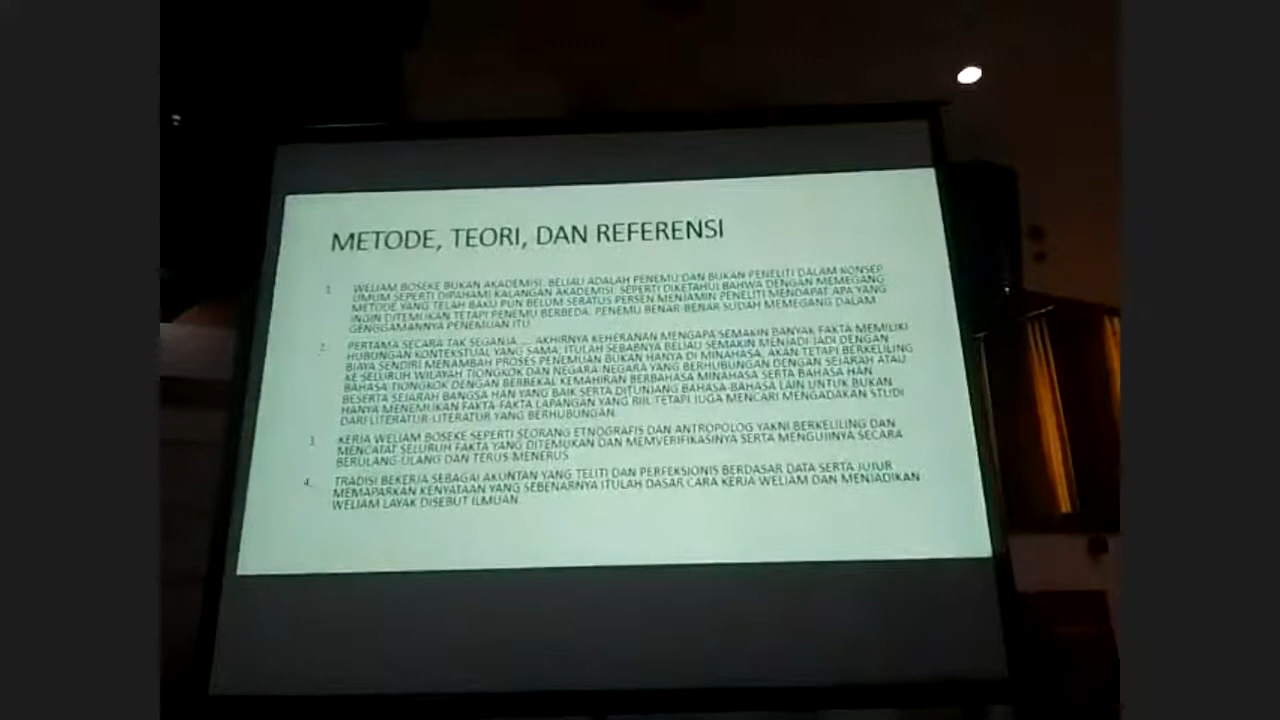 METODE, TEORI, DAN REFERENSI
1. WELIAM BOSEKE BUKAN AKADEMISI. BELIAU ADALAH PENEMU DAN BUKAN PENELITI DALAM KONSEP
UMUM SEPERTI DIPAHAMI KALANGAN AKADEMISI. SEPERTI DIKETAHUI BAHWA DENGAN MEMEGANG
METODE YANG TELAH BAKU PUN BELUM SERATUS PERSEN MENJAMIN PENELITI MENDAPAT APA YANG
INGIN DITEMUKAN TETAPI PENEMU BERBEDA. PENEMU BENAR-BENAR SUDAH MEMEGANG DALAM
GENGGAMANNYA PENEMUAN ITU.
2. PERTAMA SECARA TAK SEGANJA ... AKHIRNYA KEHERANAN MENGAPA SEMAKIN BANYAK FAKTA MEMILIKI
HUBUNGAN KONTEKSTUAL YANG SAMA, ITULAH SEBABNYA BELIAU SEMAKIN MENJADI JADI DENGAN
BIAYA SENDIRI MENAMBAH PROSES PENEMUAN BUKAN HANYA DI MINAHASA, AKAN TETAPI BERKELILING
KE SELURUH WILAYAH TIONGKOK DAN NEGARA-NEGARA YANG BERHUBUNGAN DENGAN SEJARAH ATAU
BAHASA TIONGKOK DENGAN BERBEKAL KEMAHIRAN BERBAHASA MINAHASA SERTA BAHASA HAN
BESERTA SEJARAH BANGSA HAN YANG BAIK SERTA DITUNJANG BAHASA-BAHASA LAIN UNTUK BUKAN
HANYA MENEMUKAN FAKTA-FAKTA LAPANGAN YANG RIIL TETAPI JUGA MENCARI MENGADAKAN STUDI
DARI LITERATUR-LITERATUR YANG BERHUBUNGAN.
3. KERJA WELIAM BOSEKE SEPERTI SEORANG ETNOGRAFIS DAN ANTROPOLOG YAKNI BERKELILING DAN
MENCATAT SELURUH FAKTA YANG DITEMUKAN DAN MEMVERIFIKASINYA SERTA MENGUJINYA SECARA
BERULANG-ULANG DAN TERUS-MENERUS.
4. TRADISI BEKERJA SEBAGAI AKUNTAN YANG TELITI DAN PERFEKSIONIS BERDASAR DATA SERTA JUJUR
MEMAPARKAN KENYATAAN YANG SEBENARNYA ITULAH DASAR CARA KERJA WELIAM DAN MENJADIKAN
WELIAM LAYAK DISEBUT ILMUAN.